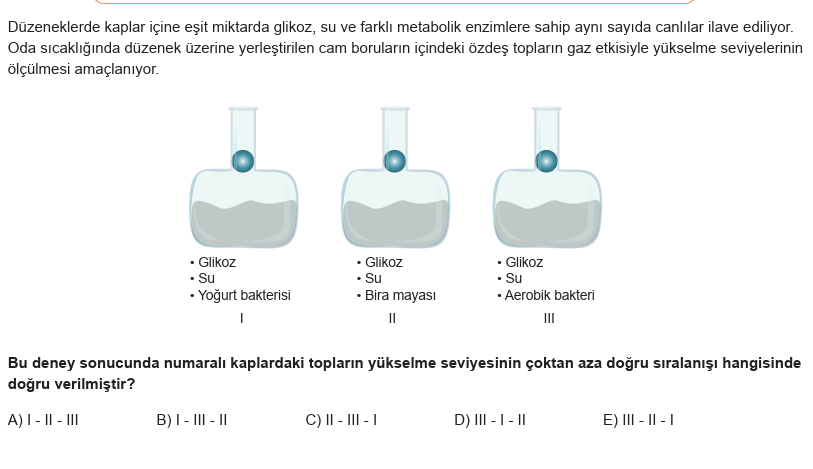 Düzeneklerde kaplar içine eşit miktarda glikoz, su ve farklı metabolik enzimlere sahip aynı sayıda canlılar ilave ediliyor.
Oda sıcaklığında düzenek üzerine yerleştirilen cam boruların içindeki özdeş topların gaz etkisiyle yükselme seviyelerinin
ölçülmesi amaçlanıyor.
• Glikoz • Glikoz • Glikoz
• Su • Su • Su
• Yoğurt bakterisi • Bira mayası • Aerobik bakteri
I II III
Bu deney sonucunda numaralı kaplardaki topların yükselme seviyesinin çoktan aza doğru sıralanışı hangisinde
doğru verilmiştir?
A) I - II - III B) I - III - II C) II - III - I D) III - I - II E) III - II - I